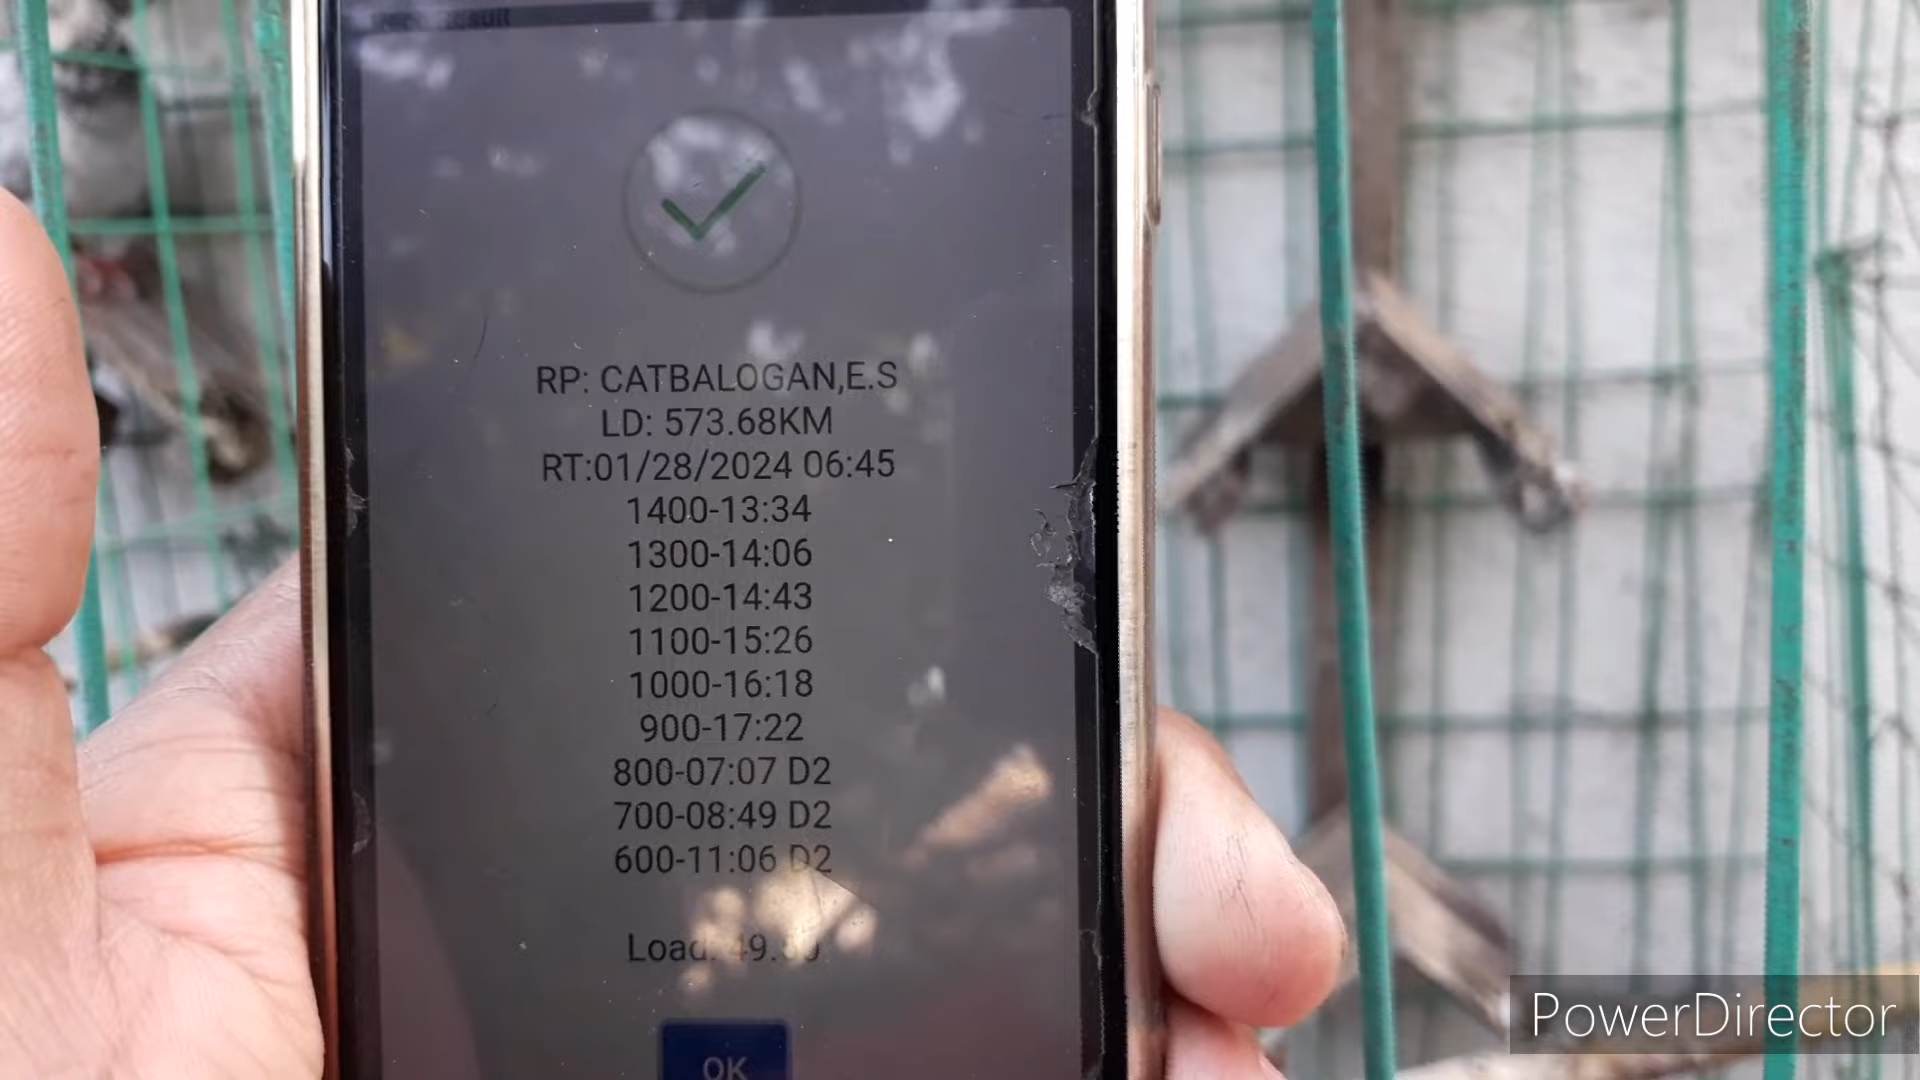 RP: CATBALOGAN,E.S
LD: 573.68KM
RT:01/28/2024 06:45
1400-13:34
1300-14:06
1200-14:43
1100-15:26
1000-16:18
900-17:22
800-07:07 D2
700-08:49 D2
600-11:06 D2
Load:
OK
PowerDirector